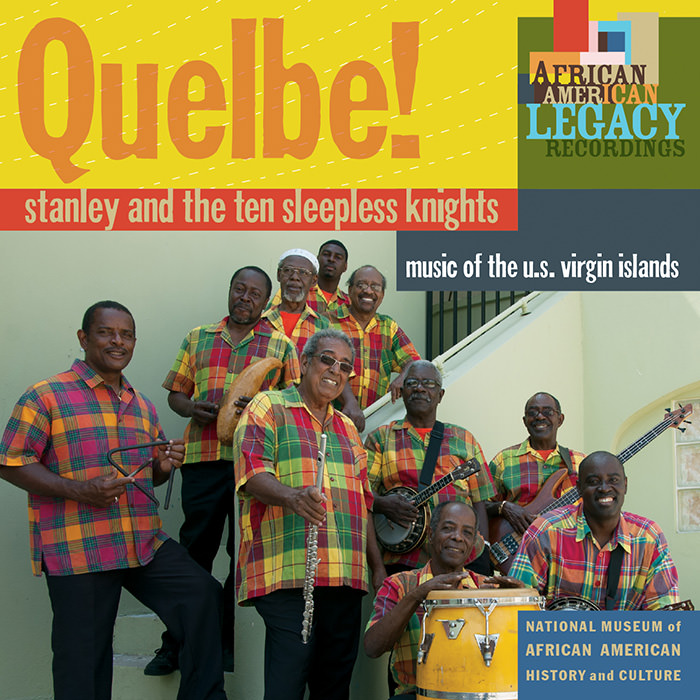 Quelbe!
AFRICAN
AMERICAN
LEGACY
RECORDINGS
stanley and the ten sleepless knights
music of the u.s. virgin islands
NATIONAL MUSEUM of
AFRICAN AMERICAN
HISTORY and CULTURE